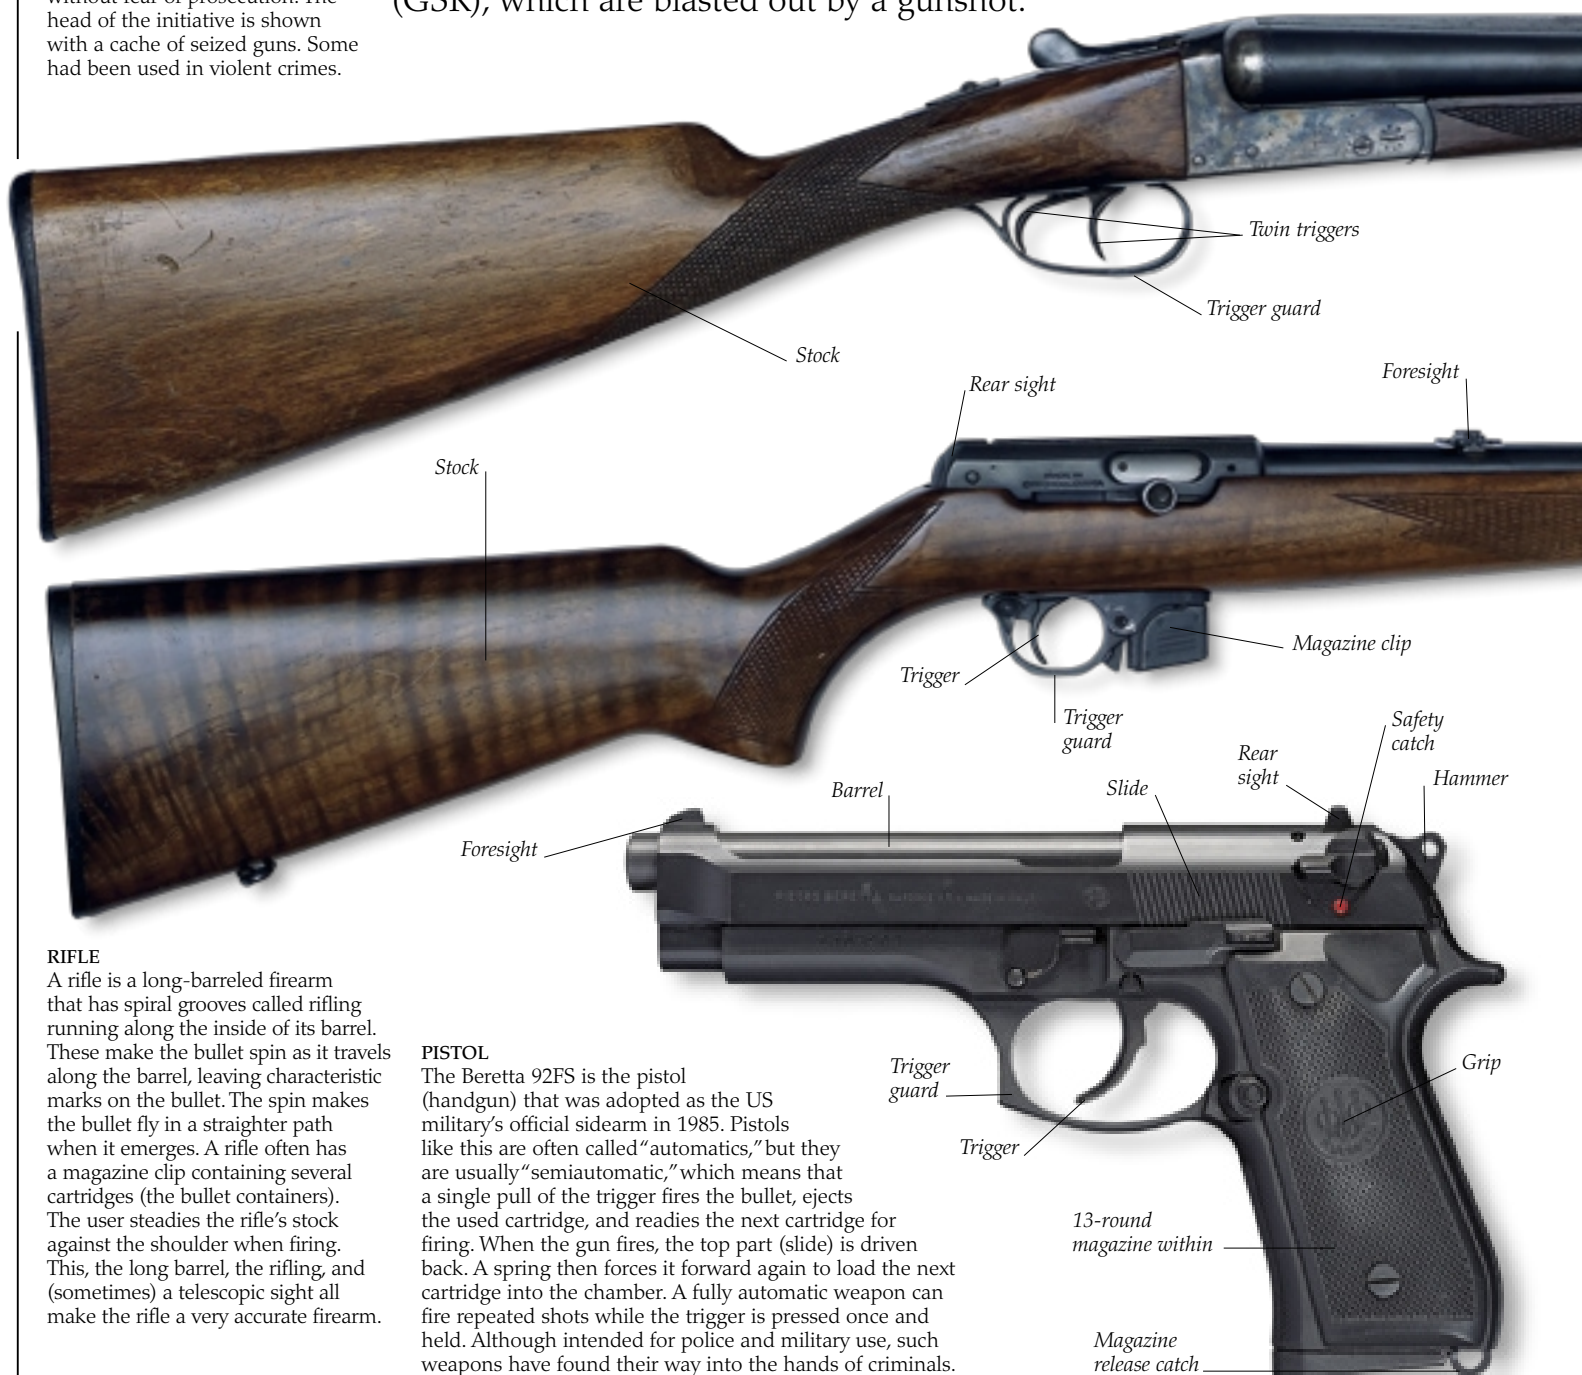 without fear of prosecution. The
head of the initiative is shown
with a cache of seized guns. Some
had been used in violent crimes.
(GSR), which are blasted out by a gunshot.
Twin triggers
Trigger guard
Stock
Rear sight
Foresight
Stock
Magazine clip
Trigger
Trigger
guard
Safety
catch
Rear
sight
Hammer
Barrel
Slide
Foresight
RIFLE
A rifle is a long-barreled firearm
that has spiral grooves called rifling
running along the inside of its barrel.
These make the bullet spin as it travels
along the barrel, leaving characteristic
marks on the bullet. The spin makes
the bullet fly in a straighter path
when it emerges. A rifle often has
a magazine clip containing several
cartridges (the bullet containers).
The user steadies the rifle's stock
against the shoulder when firing.
This, the long barrel, the rifling, and
(sometimes) a telescopic sight all
make the rifle a very accurate firearm.
PISTOL
The Beretta 92FS is the pistol
(handgun) that was adopted as the US
military's official sidearm in 1985. Pistols
like this are often called “automatics,” but they
are usually “semiautomatic,” which means that
a single pull of the trigger fires the bullet, ejects
the used cartridge, and readies the next cartridge for
firing. When the gun fires, the top part (slide) is driven
back. A spring then forces it forward again to load the next
cartridge into the chamber. A fully automatic weapon can
fire repeated shots while the trigger is pressed once and
held. Although intended for police and military use, such
weapons have found their way into the hands of criminals.
Trigger
guard
Trigger
Grip
13-round
magazine within
Magazine
release catch